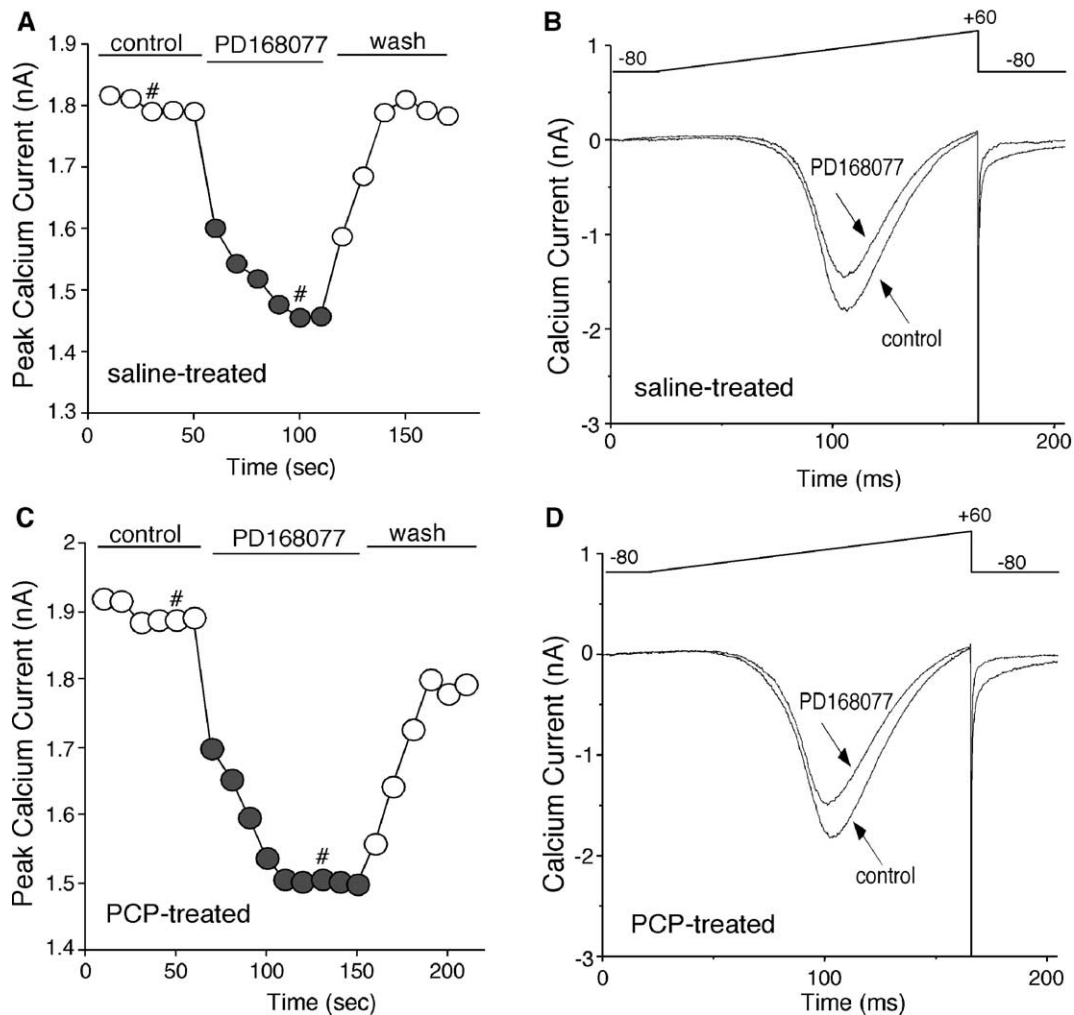 A
control
PD168077
wash
#
#
1.9
1.8
1.7
1.6
1.5
1.4
1.3
Peak Calcium Current (nA)
saline-treated
0
50
100
150
Time (sec)
B
+60
-80
-80
1
0
-1
-2
-3
Calcium Current (nA)
PD168077
control
saline-treated
0
100
200
Time (ms)
C
control
PD168077
wash
#
#
2
1.9
1.8
1.7
1.6
1.5
1.4
Peak Calcium Current (nA)
PCP-treated
0
50
100
150
200
Time (sec)
D
+60
-80
-80
1
0
-1
-2
-3
Calcium Current (nA)
PD168077
control
PCP-treated
0
100
200
Time (ms)